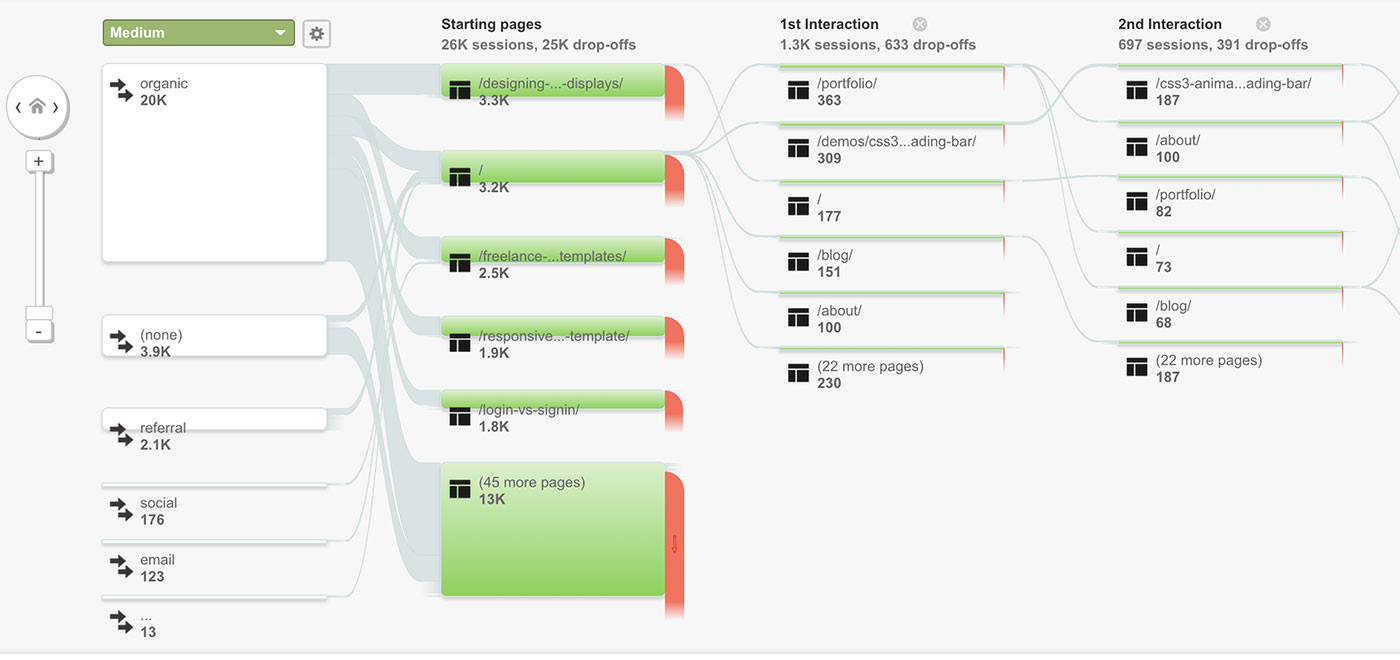 Medium
organic
20K
(none)
3.9K
referral
2.1K
social
176
email
123
...
13
+
-
Starting pages
26K sessions, 25K drop-offs
/designing-...-displays/
3.3K
/
3.2K
/freelance-...templates/
2.5K
/responsive...-template/
1.9K
/login-vs-signin/
1.8K
(45 more pages)
13K
1st Interaction
1.3K sessions, 633 drop-offs
/portfolio/
363
/demos/css3...ading-bar/
309
/
177
/blog/
151
/about/
100
(22 more pages)
230
2nd Interaction
697 sessions, 391 drop-offs
/css3-anima...ading-bar/
187
/about/
100
/portfolio/
82
/
73
/blog/
68
(22 more pages)
187